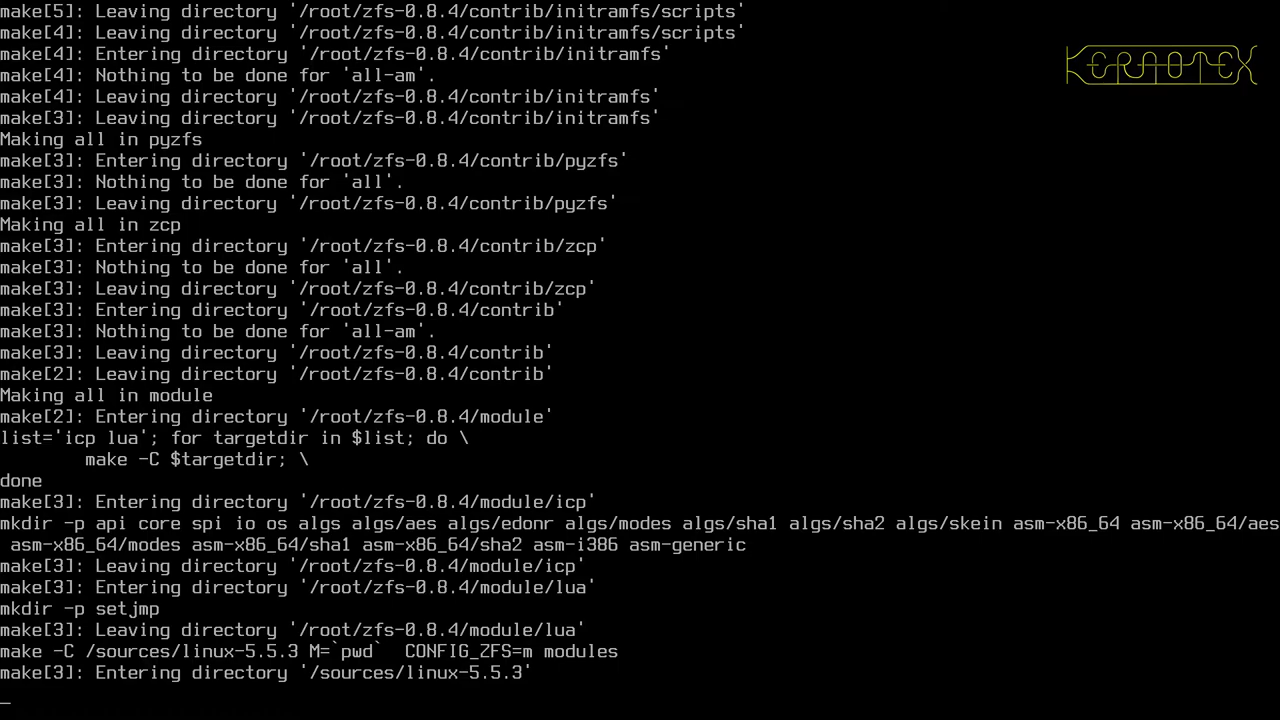 make[5]: Leaving directory '/root/zfs-0.8.4/contrib/initramfs/scripts'
make[4]: Leaving directory '/root/zfs-0.8.4/contrib/initramfs/scripts'
make[4]: Entering directory '/root/zfs-0.8.4/contrib/initramfs'
make[4]: Nothing to be done for 'all-am'.
make[4]: Leaving directory '/root/zfs-0.8.4/contrib/initramfs'
make[3]: Leaving directory '/root/zfs-0.8.4/contrib/initramfs'
Making all in pyzfs
make[3]: Entering directory '/root/zfs-0.8.4/contrib/pyzfs'
make[3]: Nothing to be done for 'all'.
make[3]: Leaving directory '/root/zfs-0.8.4/contrib/pyzfs'
Making all in zcp
make[3]: Entering directory '/root/zfs-0.8.4/contrib/zcp'
make[3]: Nothing to be done for 'all'.
make[3]: Leaving directory '/root/zfs-0.8.4/contrib/zcp'
make[3]: Entering directory '/root/zfs-0.8.4/contrib'
make[3]: Nothing to be done for 'all-am'.
make[3]: Leaving directory '/root/zfs-0.8.4/contrib'
make[2]: Leaving directory '/root/zfs-0.8.4/contrib'
Making all in module
make[2]: Entering directory '/root/zfs-0.8.4/module'
list='icp lua'; for targetdir in $list; do \
        make -C $targetdir; \
done
make[3]: Entering directory '/root/zfs-0.8.4/module/icp'
mkdir -p api core spi io os algs algs/aes algs/edonr algs/modes algs/sha1 algs/sha2 algs/skein asm-x86_64 asm-x86_64/aes
 asm-x86_64/modes asm-x86_64/sha1 asm-x86_64/sha2 asm-i386 asm-generic
make[3]: Leaving directory '/root/zfs-0.8.4/module/icp'
make[3]: Entering directory '/root/zfs-0.8.4/module/lua'
mkdir -p setjmp
make[3]: Leaving directory '/root/zfs-0.8.4/module/lua'
make -C /sources/linux-5.5.3 M=`pwd`  CONFIG_ZFS=m modules
make[3]: Entering directory '/sources/linux-5.5.3'